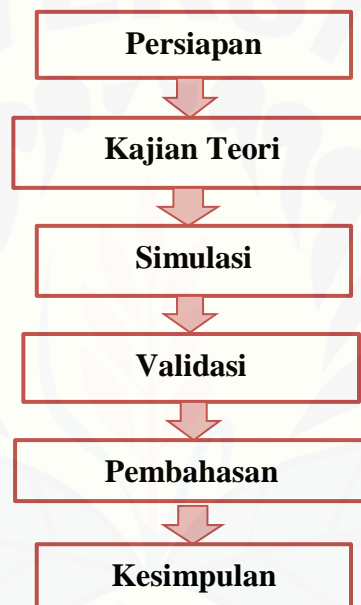 Persiapan
Kajian Teori
Simulasi
Validasi
Pembahasan
Kesimpulan